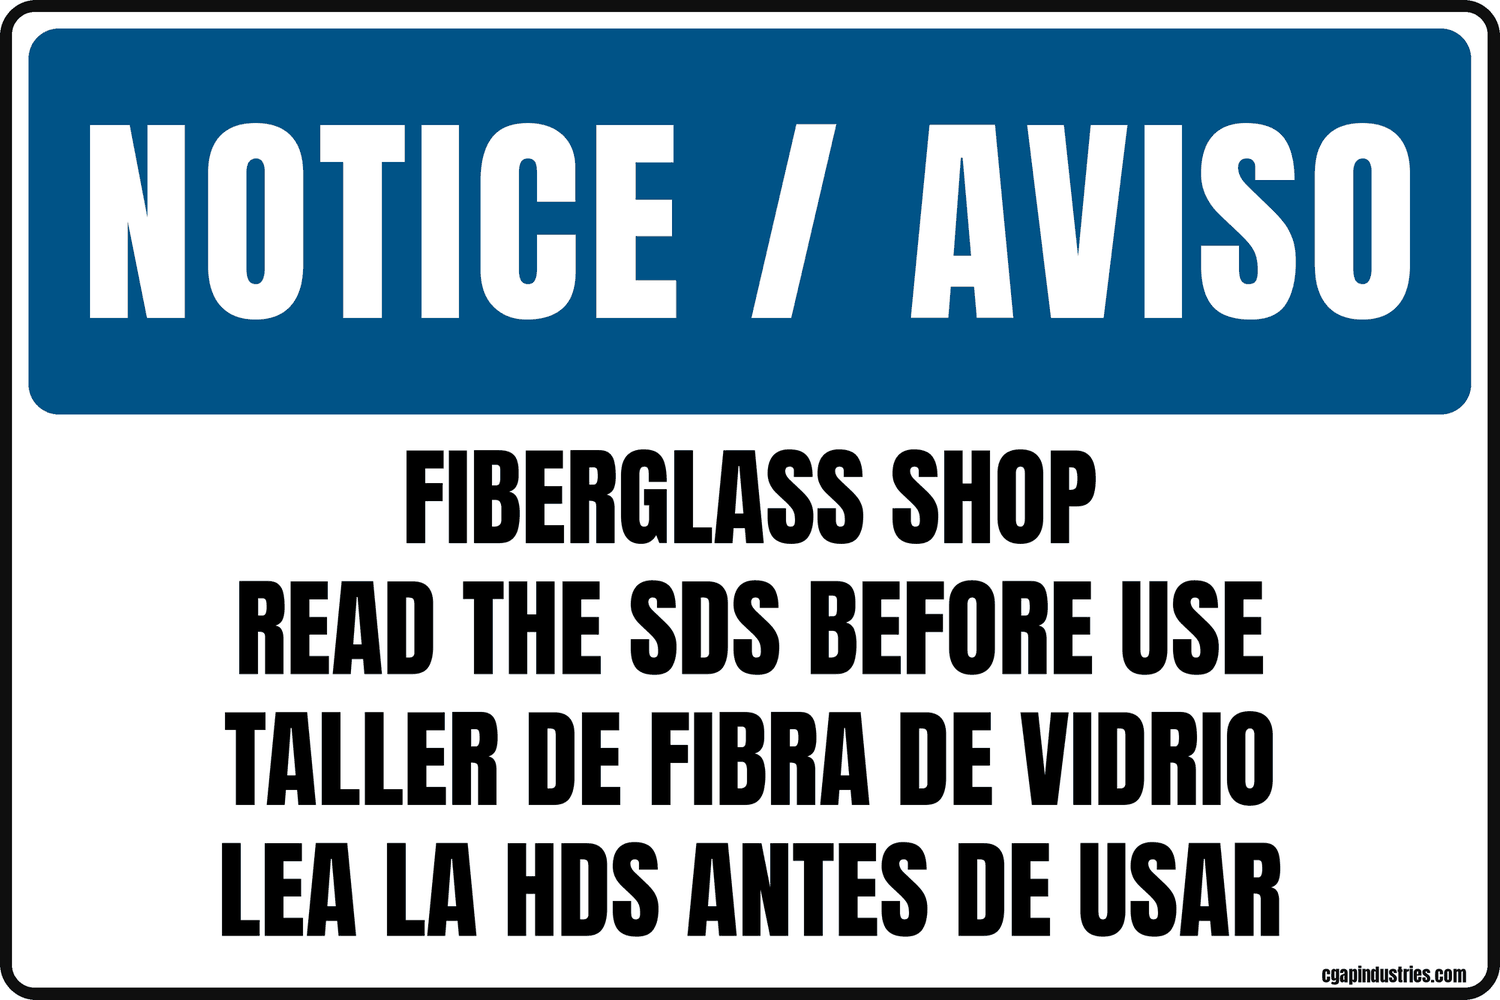 NOTICE / AVISO
FIBERGLASS SHOP
READ THE SDS BEFORE USE
TALLER DE FIBRA DE VIDRIO
LEA LA HDS ANTES DE USAR
cgapindustries.com